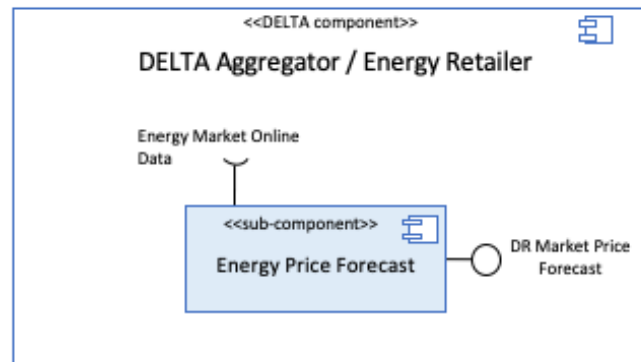 <<DELTA component>>
DELTA Aggregator / Energy Retailer
Energy Market Online
Data
<<sub-component>>
Energy Price Forecast
DR Market Price
Forecast